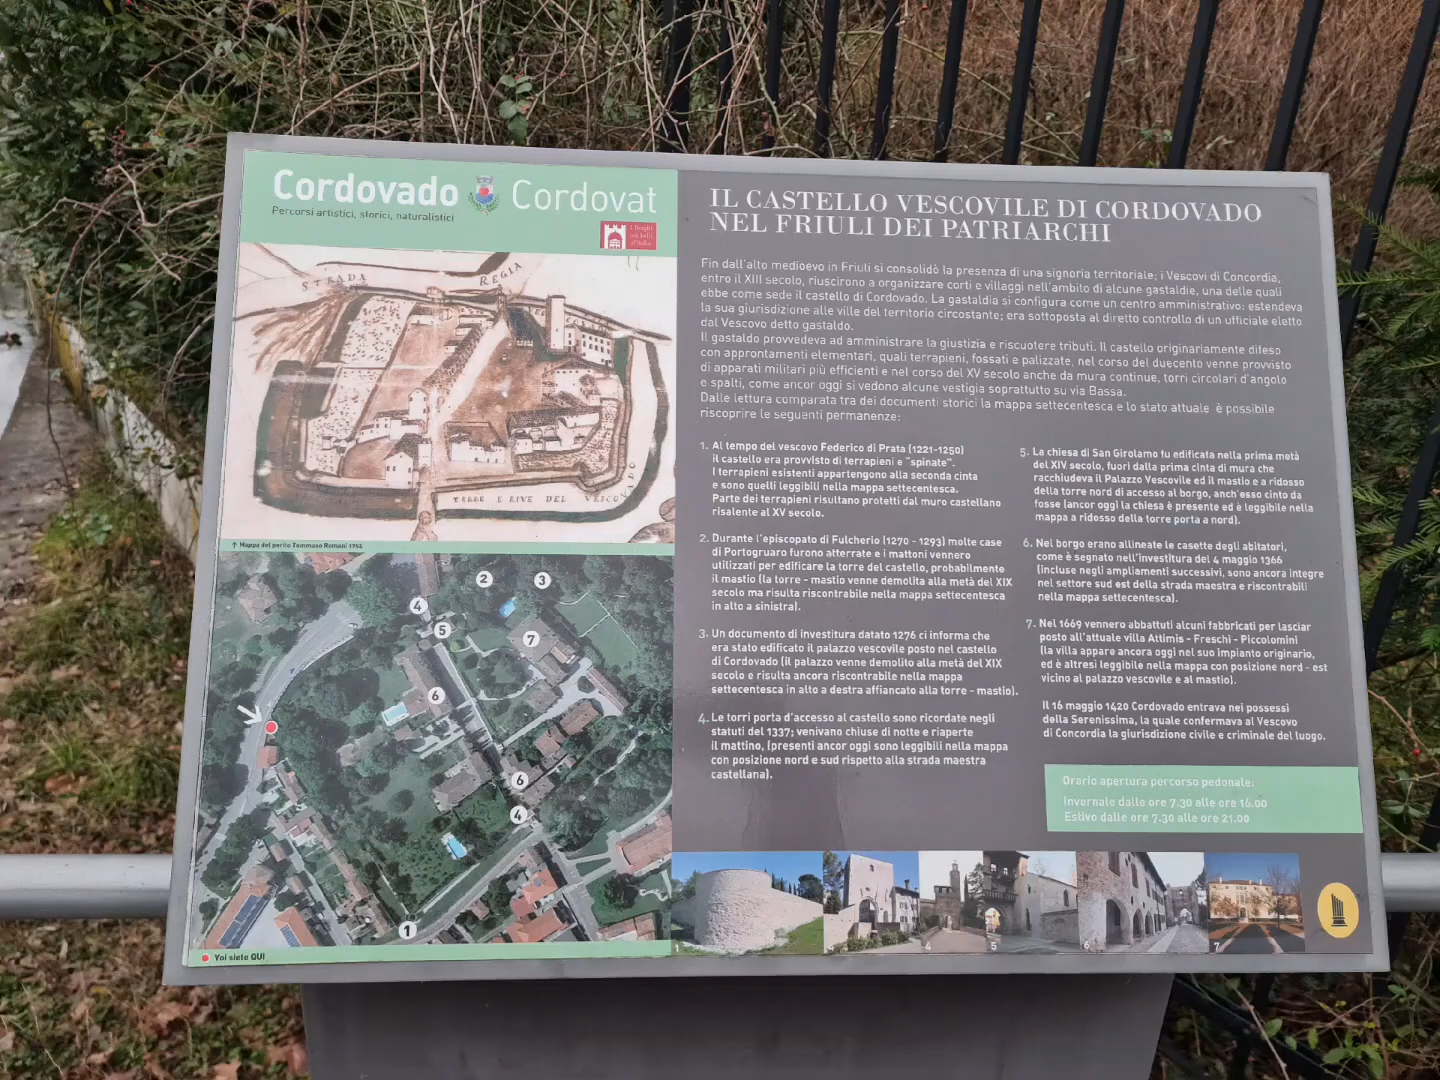 Cordovado Cordovat
Percorsi artistici, storici, naturalistici
I Borghi
più belli
d'Italia
STRADA REGIA
TERRE E RIVE DEL VESCOVADO
↑ Mappa del perito Tommaso Romani 1755
2
3
4
5
7
6
6
4
1
Voi siete QUI
IL CASTELLO VESCOVILE DI CORDOVADO
NEL FRIULI DEI PATRIARCHI
Fin dall'alto medioevo in Friuli si consolidò la presenza di una signoria territoriale; i Vescovi di Concordia,
entro il XIII secolo, riuscirono a organizzare corti e villaggi nell'ambito di alcune gastaldie, una delle quali
ebbe come sede il castello di Cordovado. La gastaldia si configura come un centro amministrativo: estendeva
la sua giurisdizione alle ville del territorio circostante; era sottoposta al diretto controllo di un ufficiale eletto
dal Vescovo detto gastaldo.
Il gastaldo provvedeva ad amministrare la giustizia e riscuotere tributi. Il castello originariamente difeso
con approntamenti elementari, quali terrapieni, fossati e palizzate, nel corso del duecento venne provvisto
di apparati militari più efficienti e nel corso del XV secolo anche da mura continue, torri circolari d'angolo
e spalti, come ancor oggi si vedono alcune vestigia soprattutto su via Bassa.
Dalle lettura comparata tra dei documenti storici la mappa settecentesca e lo stato attuale è possibile
riscoprire le seguenti permanenze:
1. Al tempo del vescovo Federico di Prata (1221-1250)
il castello era provvisto di terrapieni e "spinate".
I terrapieni esistenti appartengono alla seconda cinta
e sono quelli leggibili nella mappa settecentesca.
Parte dei terrapieni risultano protetti dal muro castellano
risalente al XV secolo.
2. Durante l'episcopato di Fulcherio (1270 - 1293) molte case
di Portogruaro furono atterrate e i mattoni vennero
utilizzati per edificare la torre del castello, probabilmente
il mastio (la torre - mastio venne demolita alla metà del XIX
secolo ma risulta riscontrabile nella mappa settecentesca
in alto a sinistra).
3. Un documento di investitura datato 1276 ci informa che
era stato edificato il palazzo vescovile posto nel castello
di Cordovado (il palazzo venne demolito alla metà del XIX
secolo e risulta ancora riscontrabile nella mappa
settecentesca in alto a destra affiancato alla torre - mastio).
4. Le torri porta d'accesso al castello sono ricordate negli
statuti del 1337; venivano chiuse di notte e riaperte
il mattino, (presenti ancor oggi sono leggibili nella mappa
con posizione nord e sud rispetto alla strada maestra
castellana).
5. La chiesa di San Girolamo fu edificata nella prima metà
del XIV secolo, fuori dalla prima cinta di mura che
racchiudeva il Palazzo Vescovile ed il mastio e a ridosso
della torre nord di accesso al borgo, anch'esso cinto da
fosse (ancor oggi la chiesa è presente ed è leggibile nella
mappa a ridosso della torre porta a nord).
6. Nel borgo erano allineate le casette degli abitatori,
come è segnato nell'investitura del 4 maggio 1366
(incluse negli ampliamenti successivi, sono ancora integre
nel settore sud est della strada maestra e riscontrabili
nella mappa settecentesca).
7. Nel 1669 vennero abbattuti alcuni fabbricati per lasciar
posto all'attuale villa Attimis - Freschi - Piccolomini
(la villa appare ancora oggi nel suo impianto originario,
ed è altresì leggibile nella mappa con posizione nord - est
vicino al palazzo vescovile e al mastio).
Il 16 maggio 1420 Cordovado entrava nei possessi
della Serenissima, la quale confermava al Vescovo
di Concordia la giurisdizione civile e criminale del luogo.
Orario apertura percorso pedonale:
Invernale dalle ore 7.30 alle ore 16.00
Estivo dalle ore 7.30 alle ore 21.00
1
4
5
6
7